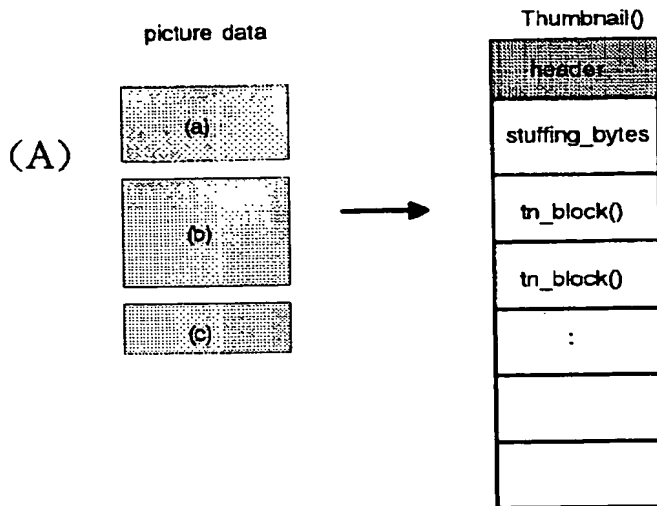 picture data
Thumbnail()
header
(A)
(a)
stuffing_bytes
(b)
tn_block()
tn_block()
(c)
: